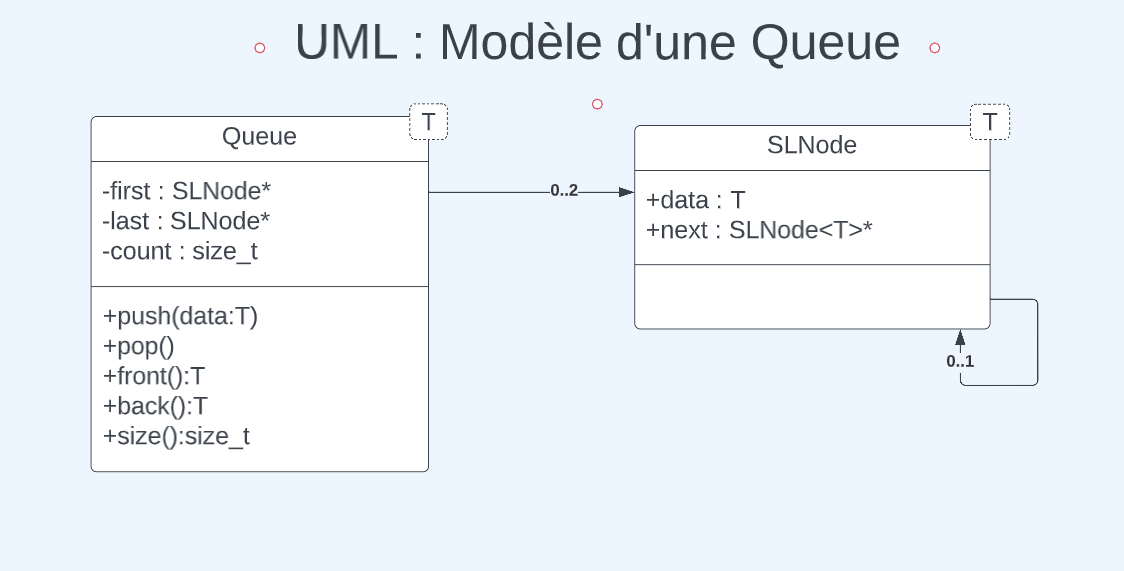 UML : Modèle d'une Queue
T
Queue
-first : SLNode*
-last : SLNode*
-count : size_t
+push(data:T)
+pop()
+front():T
+back():T
+size():size_t
0..2
T
SLNode
+data : T
+next : SLNode<T>*
0..1